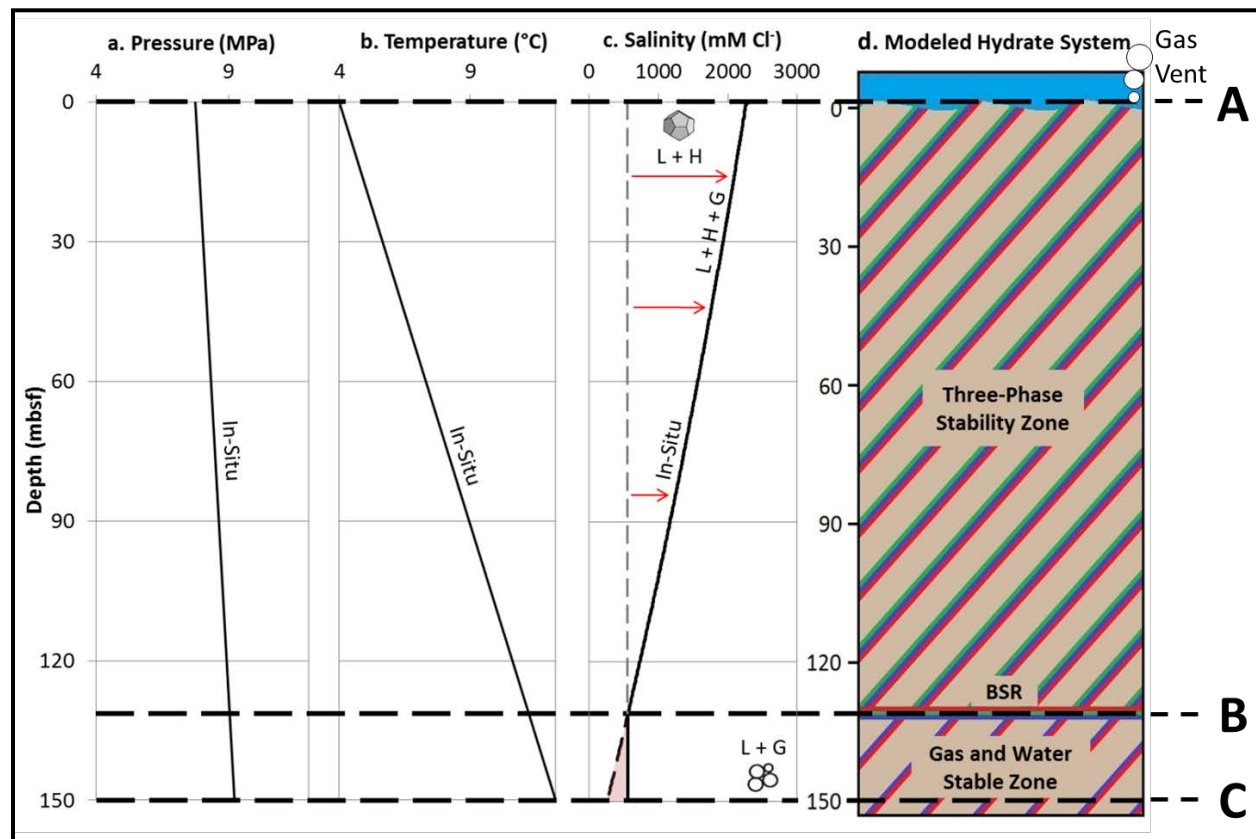 a. Pressure (MPa)
b. Temperature (°C)
c. Salinity (mM Cl⁻)
d. Modeled Hydrate System
Gas
Vent
4 9
4 9
0 1000 2000 3000
0
30
60
90
120
150
Depth (mbsf)
In-Situ
In-Situ
L + H
L + H + G
In-Situ
L + G
0
30
60
90
120
150
Three-Phase
Stability Zone
BSR
Gas and Water
Stable Zone
A
B
C